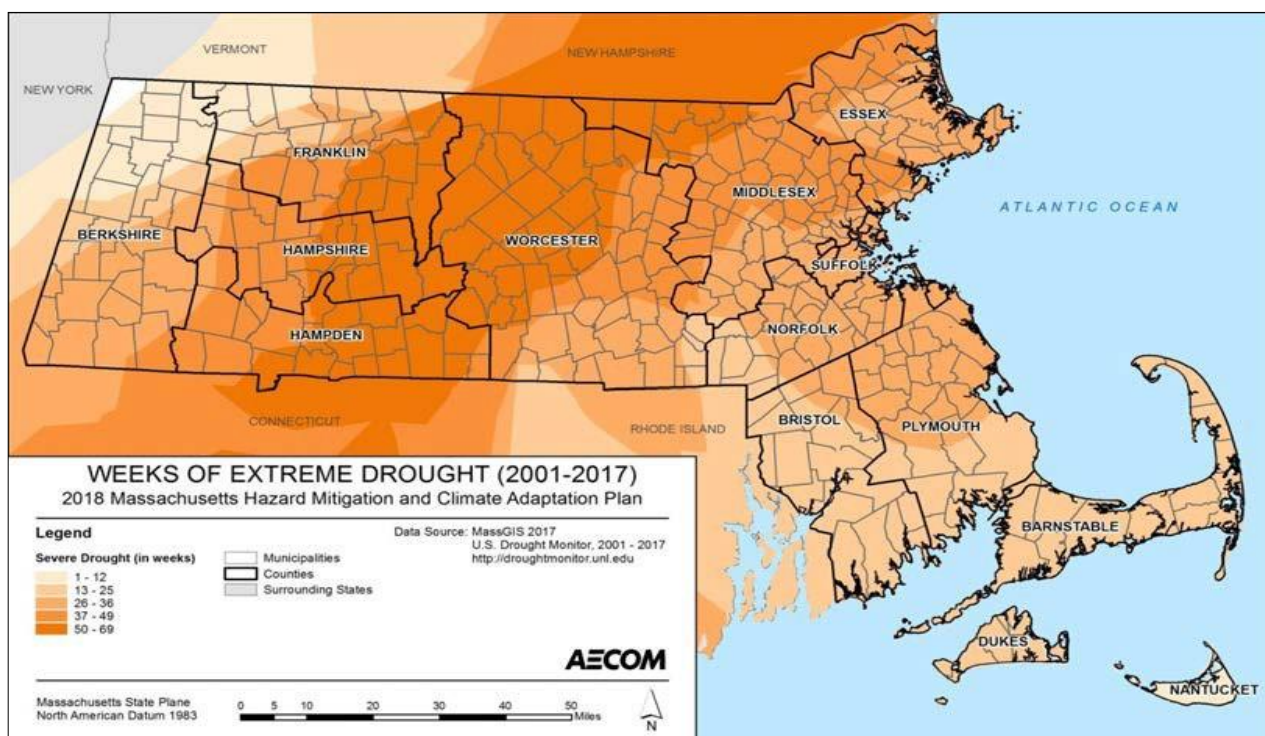 VERMONT
NEW HAMPSHIRE
NEW YORK
ESSEX
FRANKLIN
MIDDLESEX
ATLANTIC OCEAN
BERKSHIRE
HAMPSHIRE
WORCESTER
SUFFOLK
HAMPDEN
NORFOLK
CONNECTICUT
RHODE ISLAND
BRISTOL
PLYMOUTH
BARNSTABLE
DUKES
NANTUCKET
WEEKS OF EXTREME DROUGHT (2001-2017)
2018 Massachusetts Hazard Mitigation and Climate Adaptation Plan
Legend
Severe Drought (in weeks)
1 - 12
13 - 25
26 - 36
37 - 49
50 - 69
Municipalities
Counties
Surrounding States
Data Source: MassGIS 2017
U.S. Drought Monitor, 2001 - 2017
http://droughtmonitor.unl.edu
AECOM
Massachusetts State Plane
North American Datum 1983
0 5 10 20 30 40 50
Miles
N